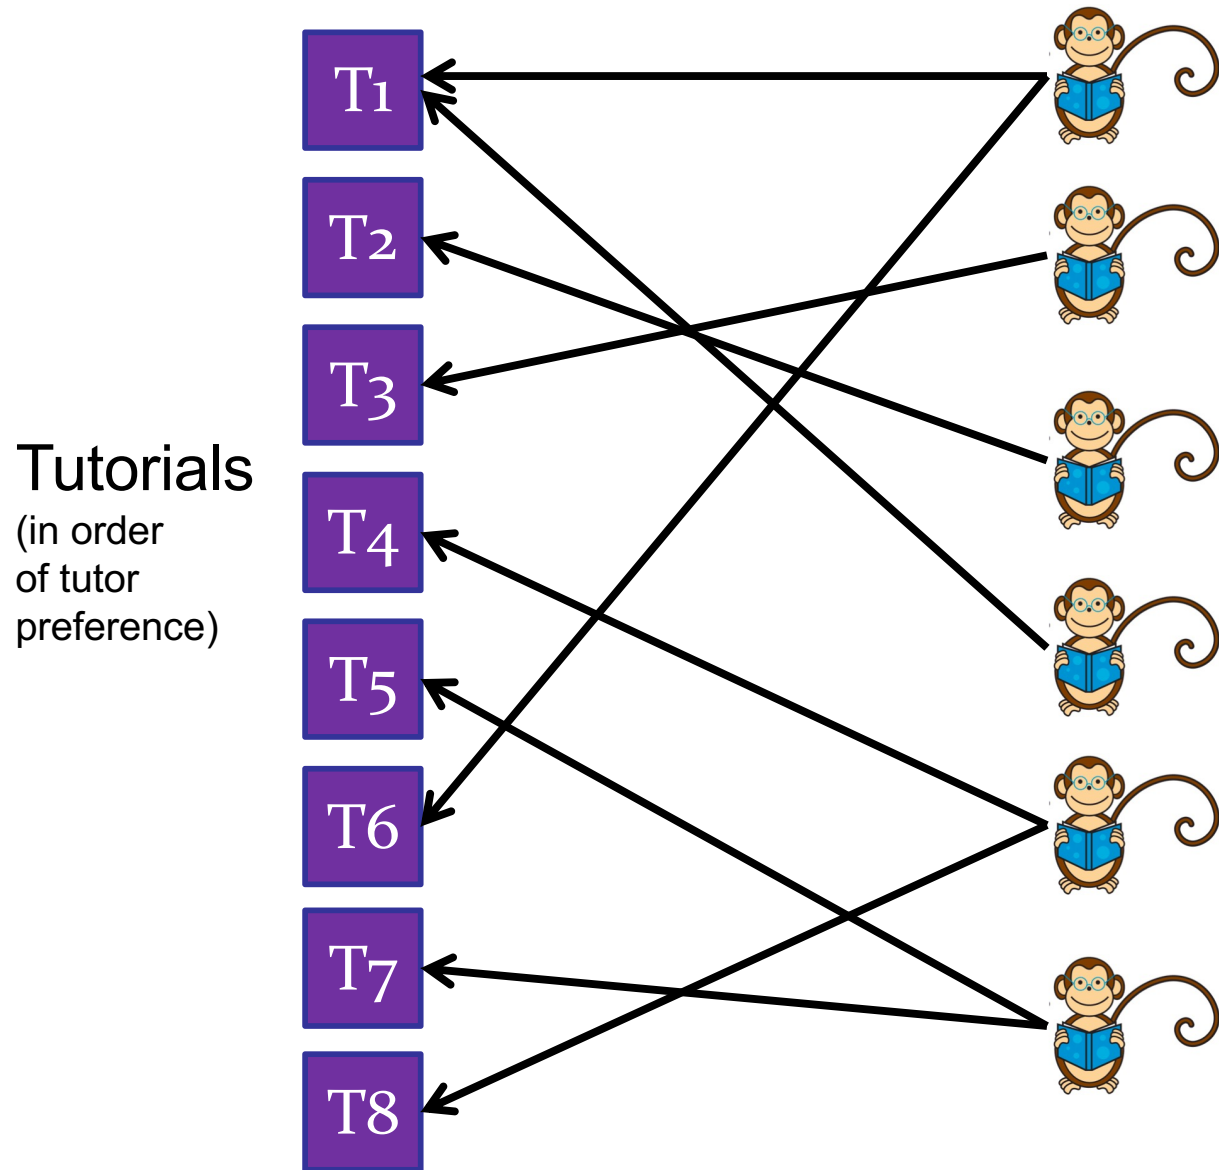 T1
T2
T3
Tutorials
(in order
of tutor
preference)
T4
T5
T6
T7
T8